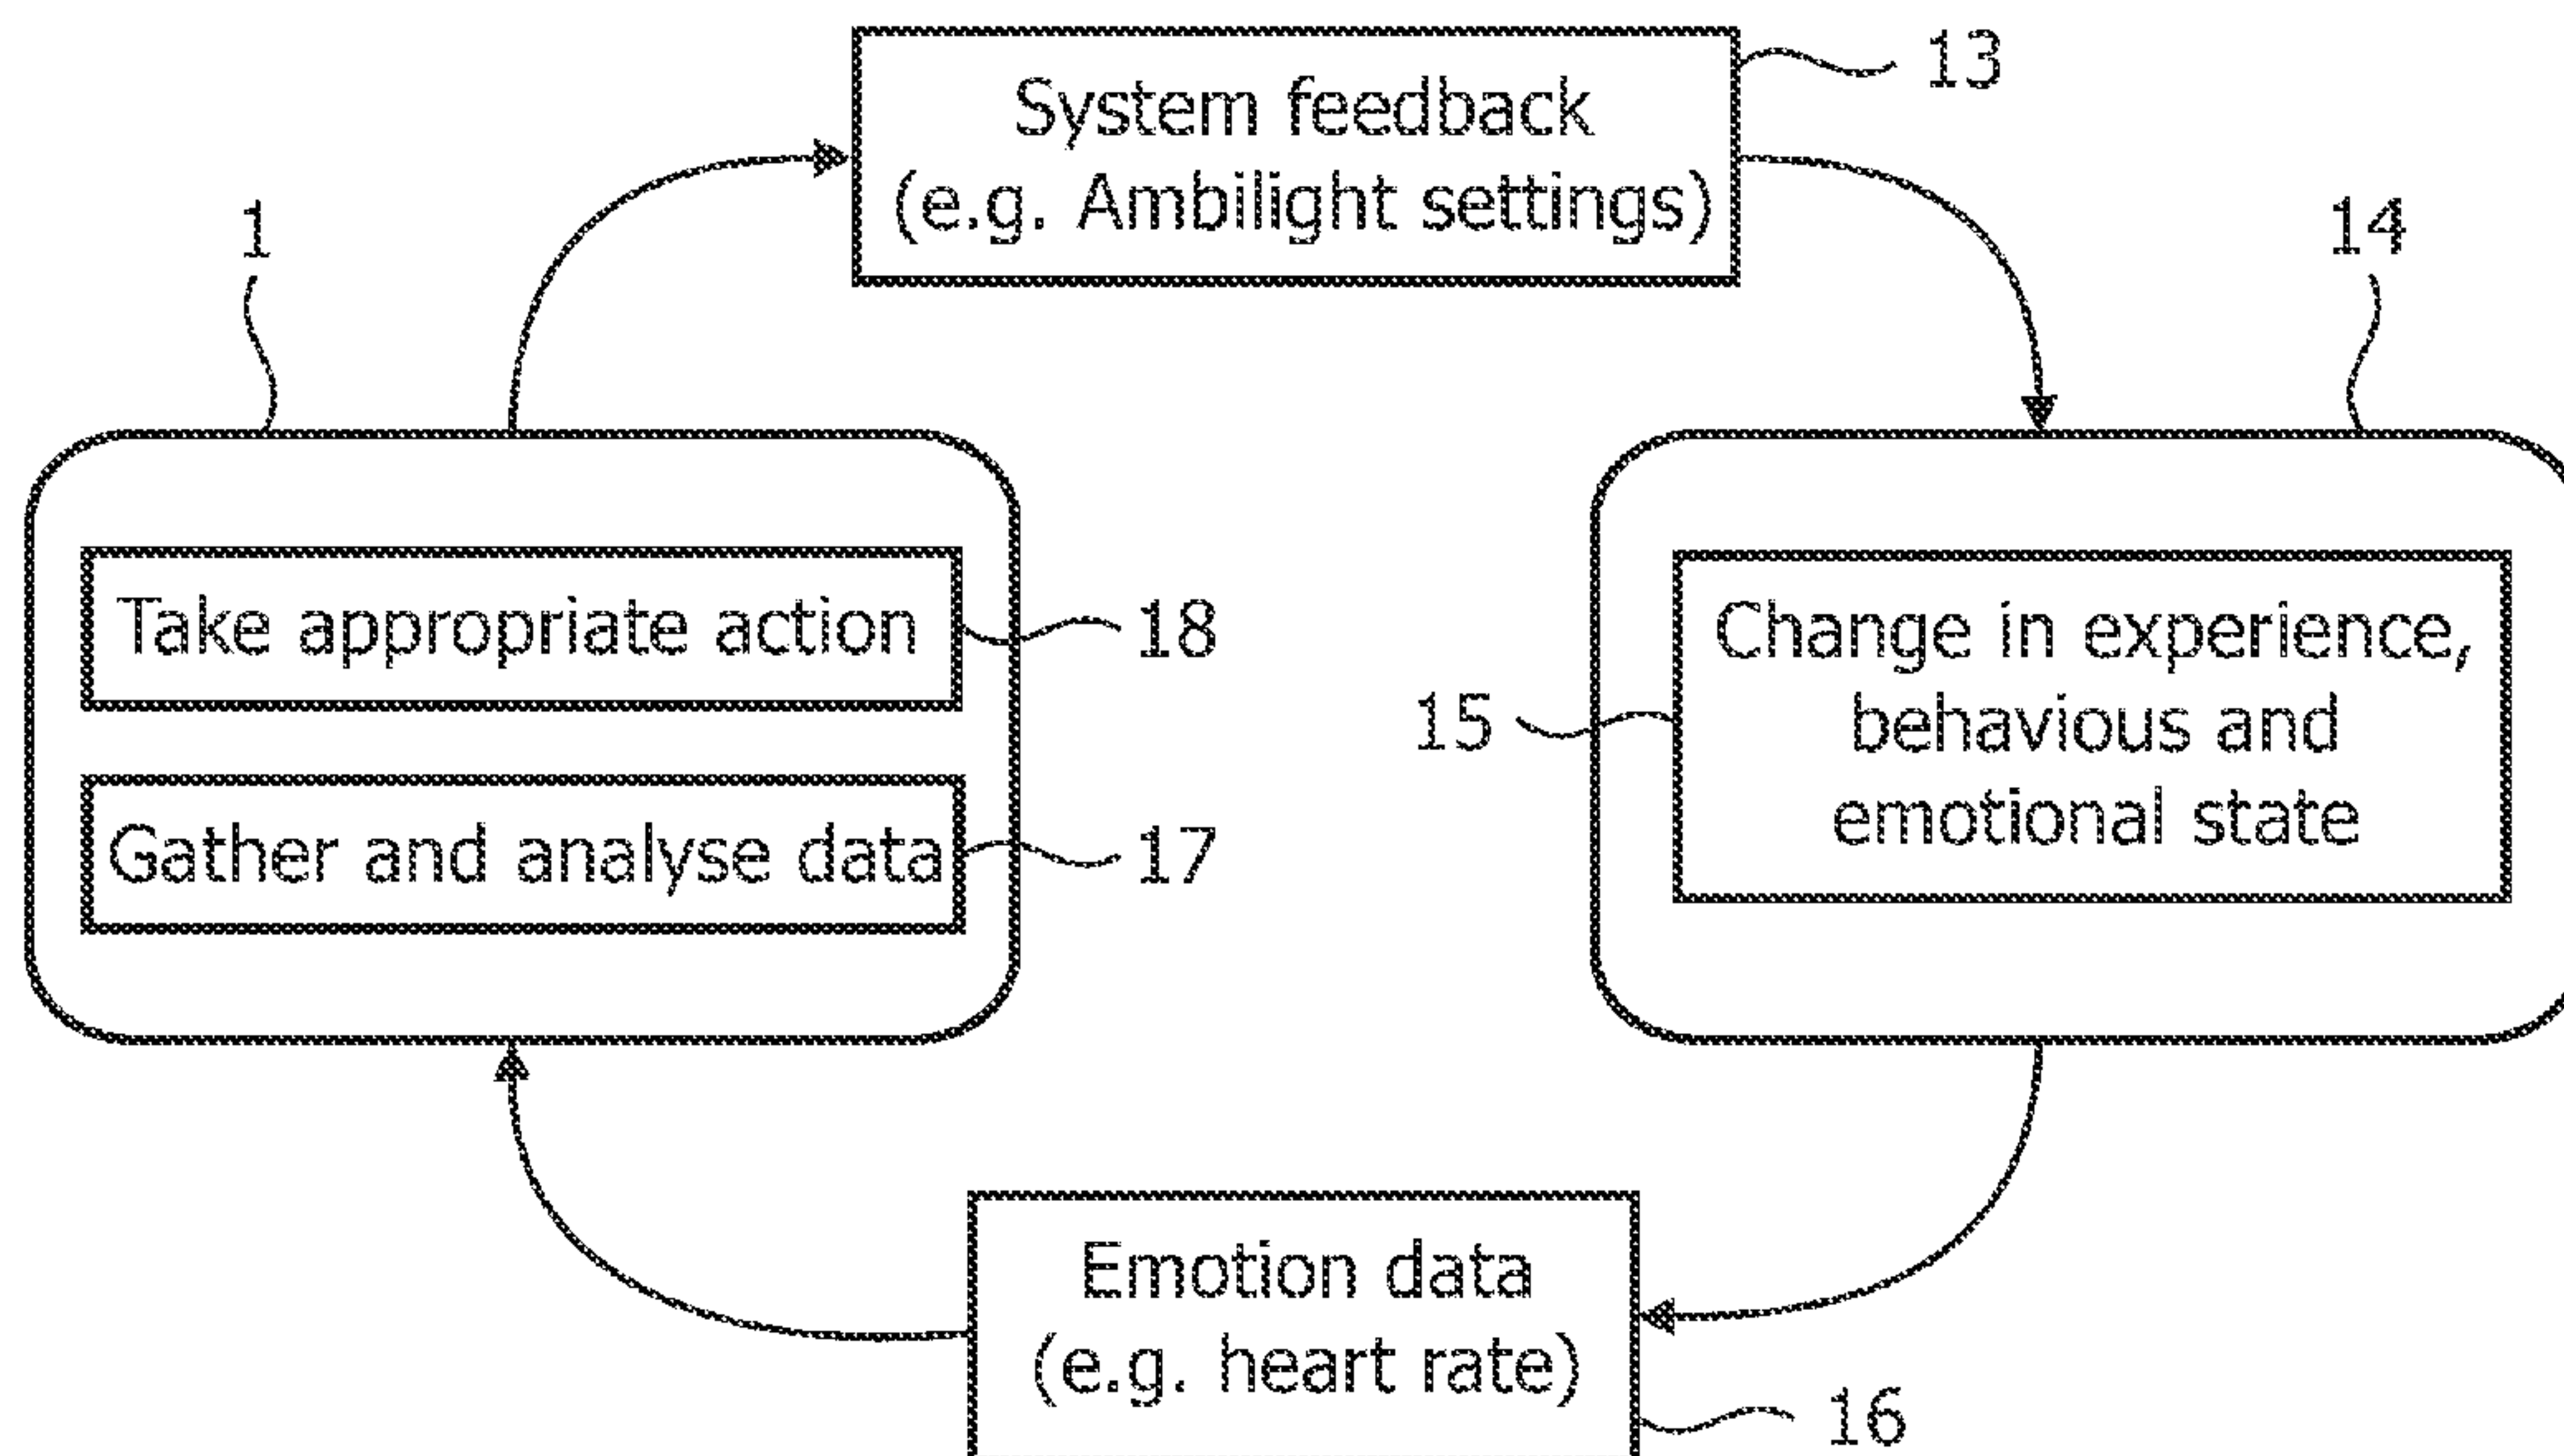 13
System feedback
(e.g. Ambilight settings)
1
14
Take appropriate action
18
Gather and analyse data
17
15
Change in experience,
behavious and
emotional state
Emotion data
(e.g. heart rate)
16